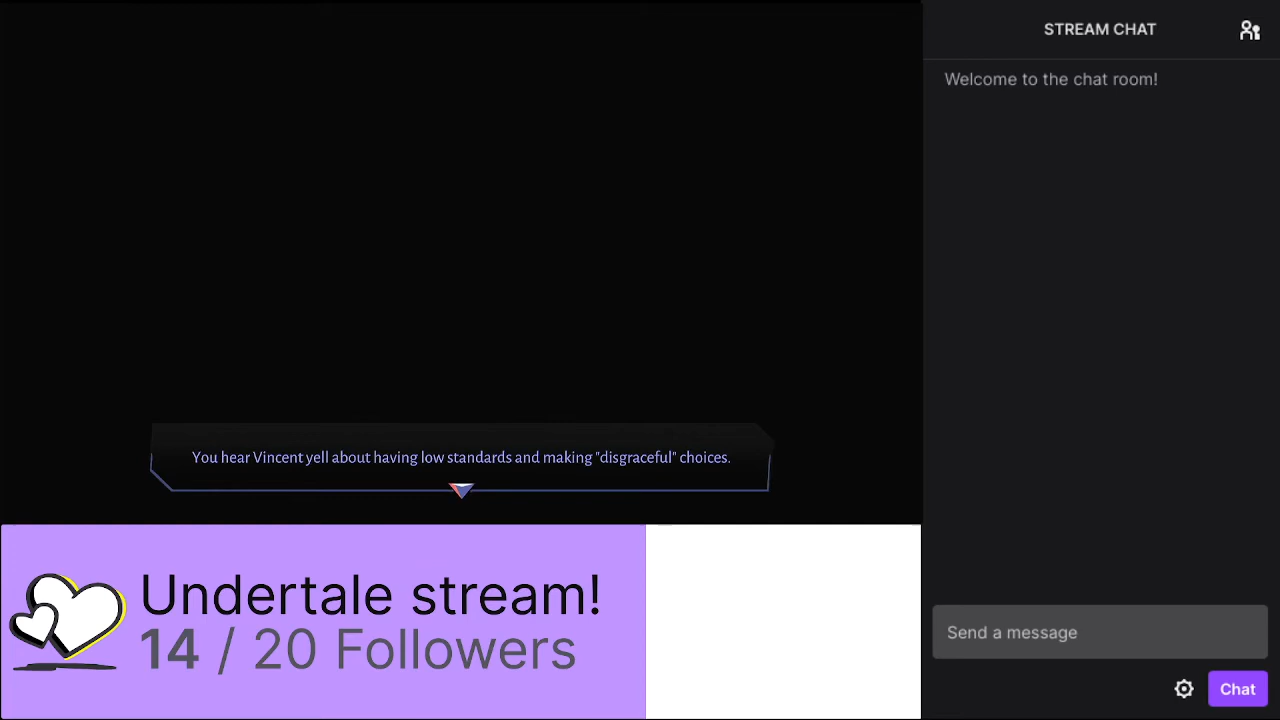 STREAM CHAT
Welcome to the chat room!
You hear Vincent yell about having low standards and making "disgraceful" choices.
Undertale stream!
14 / 20 Followers
Send a message
Chat